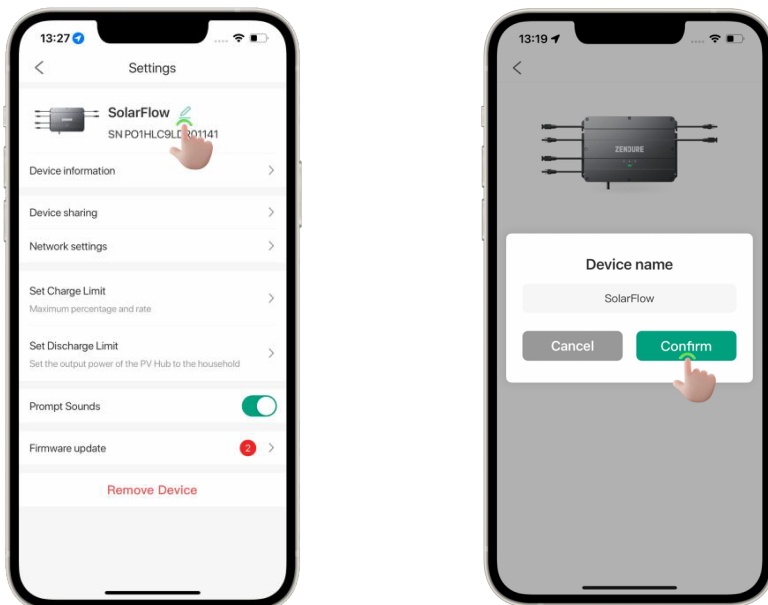 13:27
Settings
SolarFlow
Device information
Device sharing
Network settings
Set Charge Limit
Maximum percentage and rate
Set Discharge Limit
Set the output power of the PV Hub to the household
Prompt Sounds
Firmware update 2
Remove Device
13:19
ZENDURE
Device name
SolarFlow
Cancel Confirm